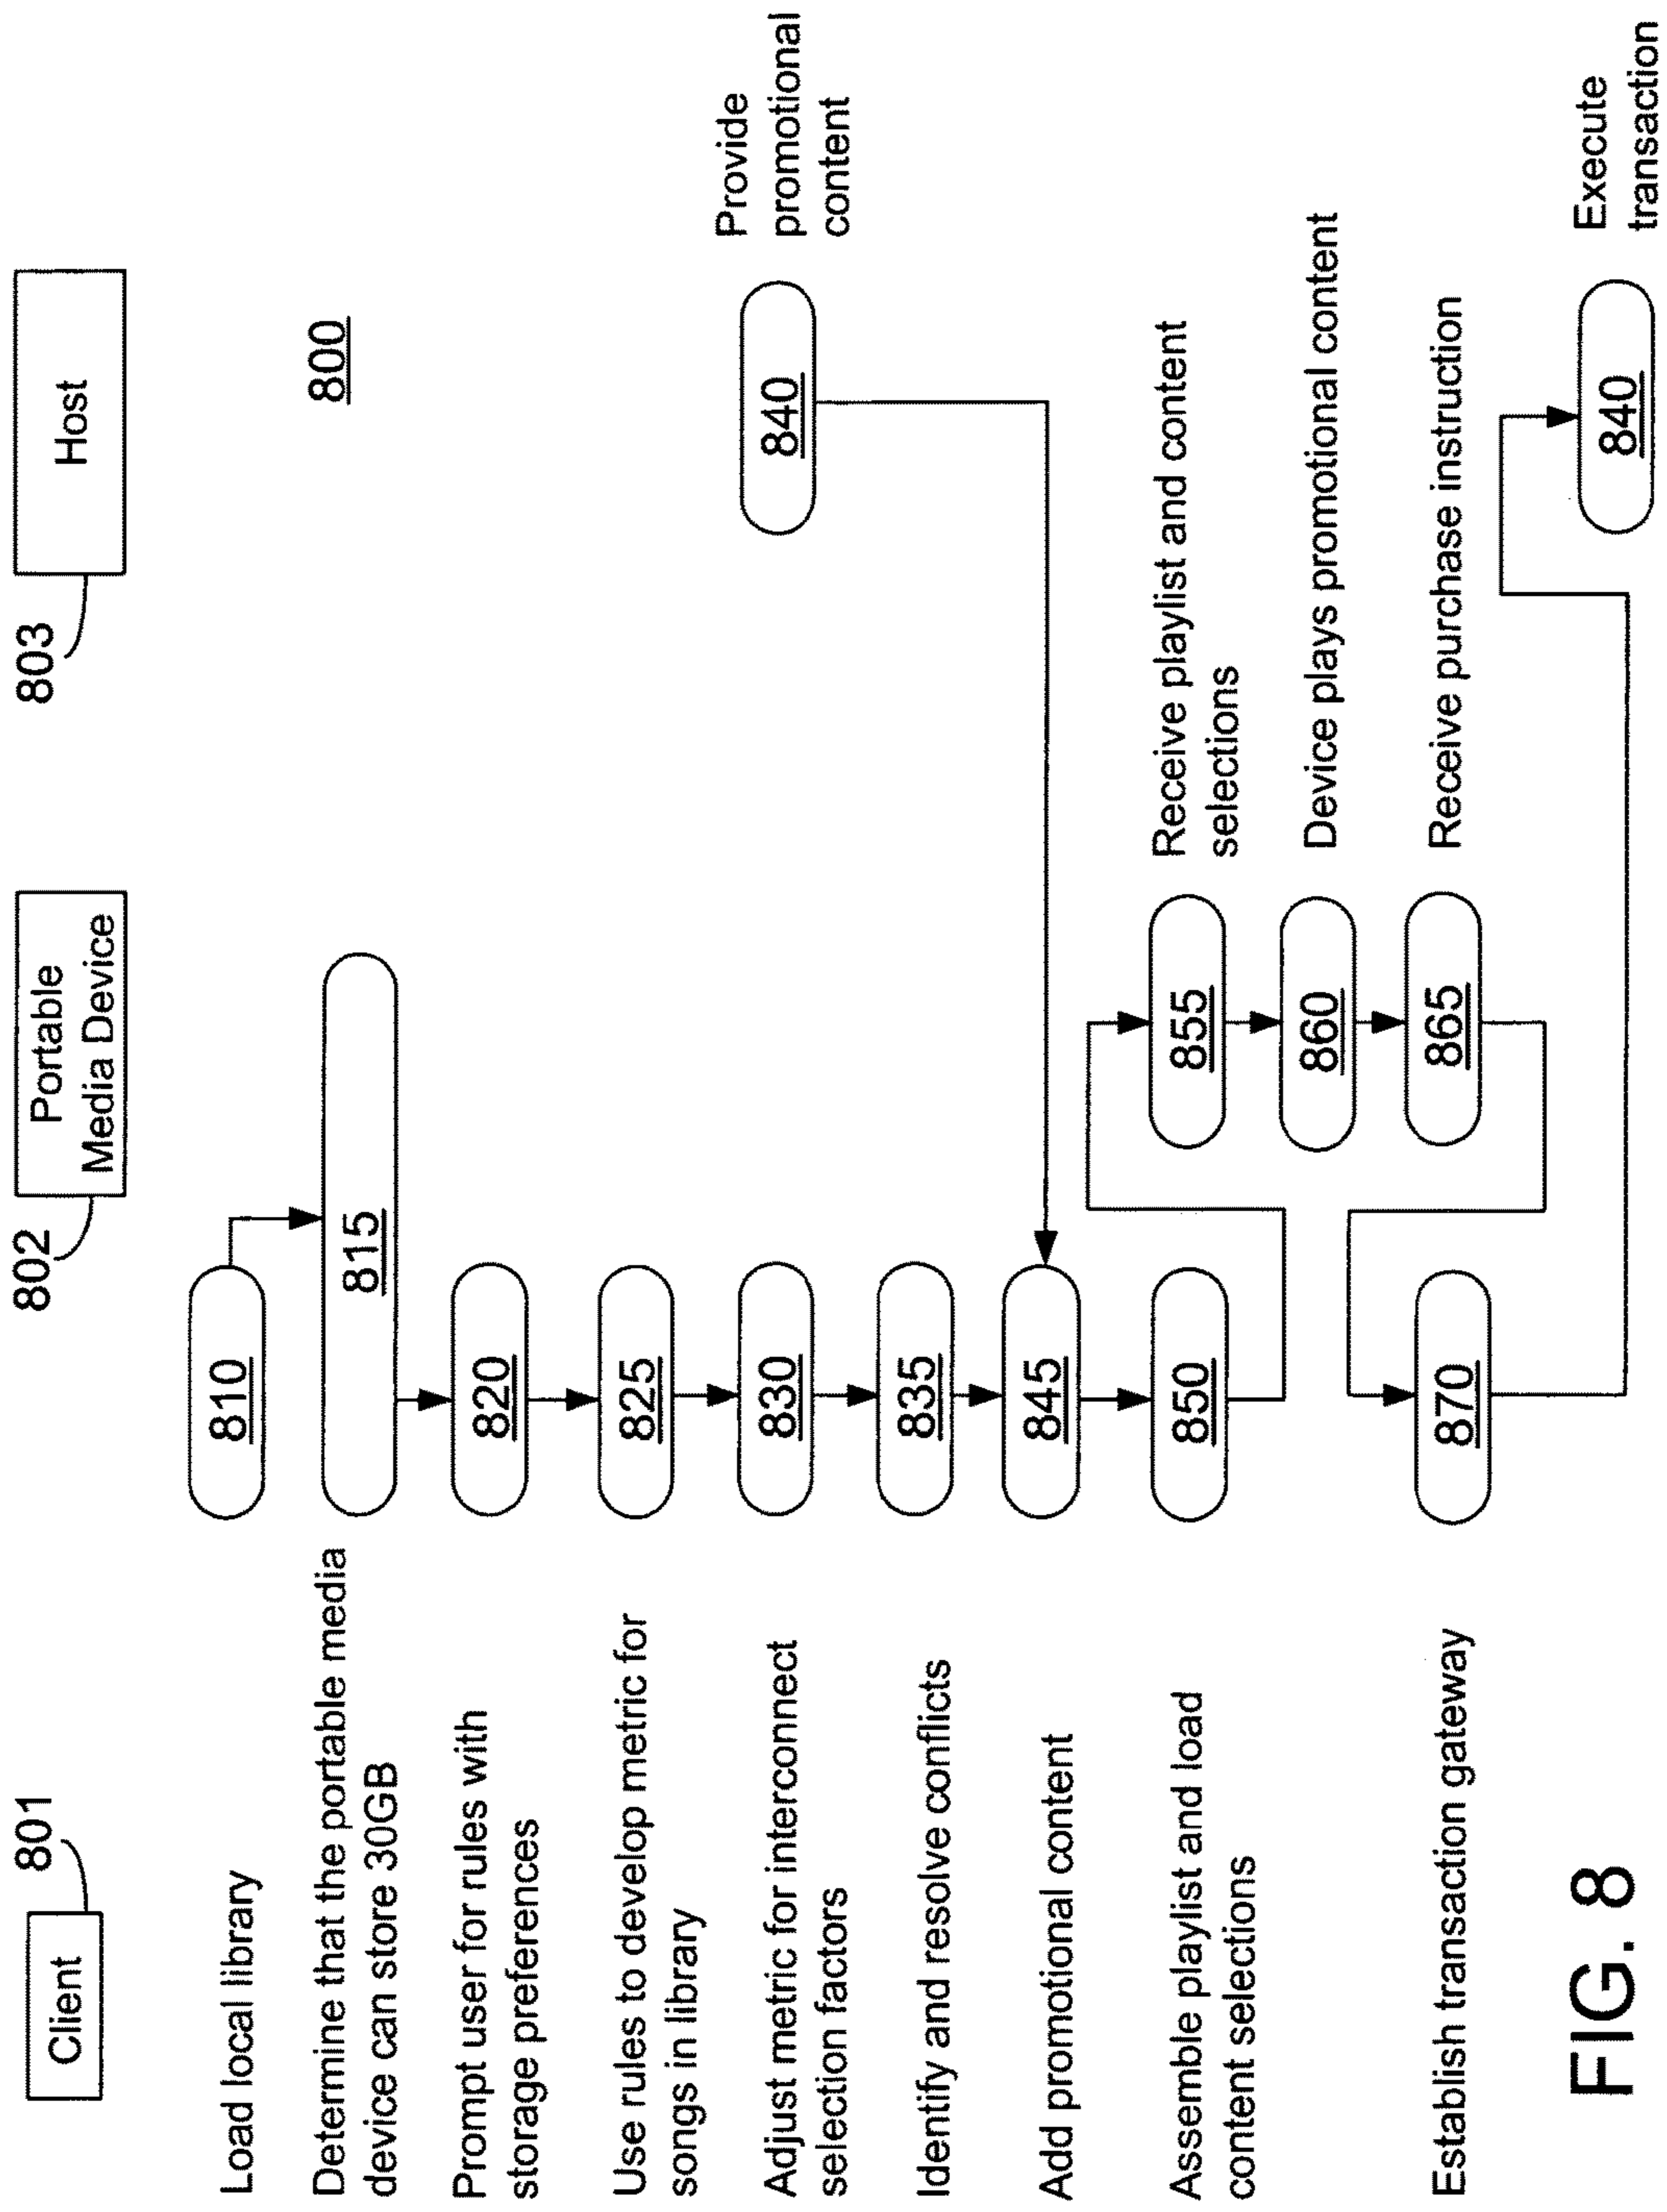 Client
801
Portable
Media Device
802
Host
803
800
Load local library
810
Determine that the portable media
device can store 30GB
815
Prompt user for rules with
storage preferences
820
Use rules to develop metric for
songs in library
825
Adjust metric for interconnect
selection factors
830
840
Provide
promotional
content
Identify and resolve conflicts
835
Add promotional content
845
Assemble playlist and load
content selections
850
855
Receive playlist and content
selections
860
Device plays promotional content
865
Receive purchase instruction
Establish transaction gateway
870
840
Execute
transaction
FIG. 8